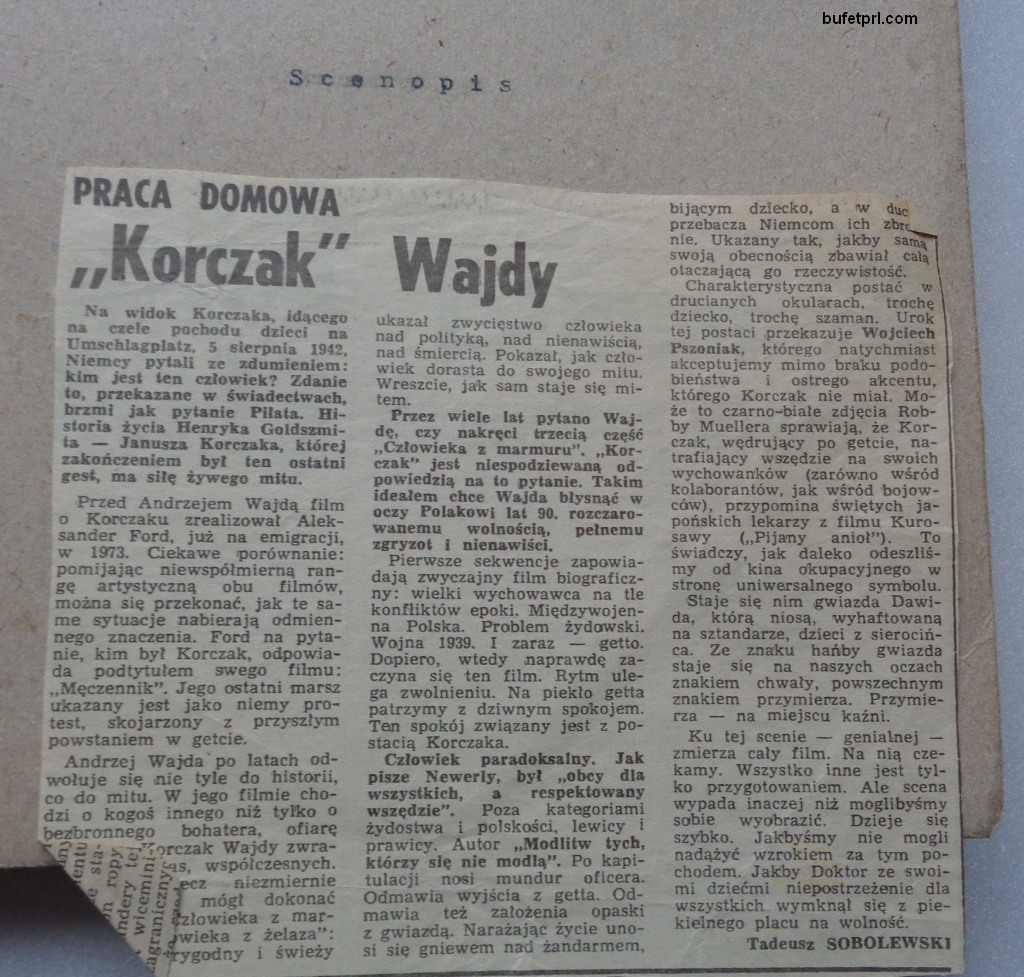 bufetprl.com
Scenopis
PRACA DOMOWA
„Korczak” Wajdy
Na widok Korczaka, idącego
na czele pochodu dzieci na
Umschlagplatz, 5 sierpnia 1942,
Niemcy pytali ze zdumieniem:
kim jest ten człowiek? Zdanie
to, przekazane w świadectwach,
brzmi jak pytanie Piłata. Hi-
storia życia Henryka Goldszmi-
ta — Janusza Korczaka, której
zakończeniem był ten ostatni
gest, ma siłę żywego mitu.
Przed Andrzejem Wajdą film
o Korczaku zrealizował Alek-
sander Ford, już na emigracji,
w 1973. Ciekawe porównanie:
pomijając niewspółmierną ran-
gę artystyczną obu filmów,
można się przekonać, jak te sa-
me sytuacje nabierają odmien-
nego znaczenia. Ford na pyta-
nie, kim był Korczak, odpowia-
da podtytułem swego filmu:
„Męczennik”. Jego ostatni marsz
ukazany jest jako niemy pro-
test, skojarzony z przyszłym
powstaniem w getcie.
Andrzej Wajda po latach od-
wołuje się nie tyle do historii,
co do mitu. W jego filmie cho-
dzi o kogoś innego niż tylko o
bezbronnego bohatera, ofiarę
Korczak Wajdy zwra-
as, współczesnych.
lecz niezmiernie
mógł dokonać
złowieka z mar-
wieka z żelaza”:
rygodny i świeży
ukazał zwycięstwo człowieka
nad polityką, nad nienawiścią,
nad śmiercią. Pokazał, jak czło-
wiek dorasta do swojego mitu.
Wreszcie, jak sam staje się mi-
tem.
Przez wiele lat pytano Waj-
dę, czy nakręci trzecią część
„Człowieka z marmuru”. „Kor-
czak” jest niespodziewaną od-
powiedzią na to pytanie. Takim
ideałem chce Wajda błysnąć w
oczy Polakowi lat 90. rozczaro-
wanemu wolnością, pełnemu
zgryzot i nienawiści.
Pierwsze sekwencje zapowia-
dają zwyczajny film biograficz-
ny: wielki wychowawca na tle
konfliktów epoki. Międzywojen-
na Polska. Problem żydowski.
Wojna 1939. I zaraz — getto.
Dopiero, wtedy naprawdę za-
czyna się ten film. Rytm ule-
ga zwolnieniu. Na piekło getta
patrzymy z dziwnym spokojem.
Ten spokój związany jest z po-
stacią Korczaka.
Człowiek paradoksalny. Jak
pisze Newerly, był „obcy dla
wszystkich, a respektowany
wszędzie”. Poza kategoriami
żydostwa i polskości, lewicy i
prawicy. Autor „Modlitw tych,
którzy się nie modlą”. Po kapi-
tulacji nosi mundur oficera.
Odmawia wyjścia z getta. Od-
mawia też założenia opaski
z gwiazdą. Narażając życie uno-
si się gniewem nad żandarmem,
bijącym dziecko, a w duc
przebacza Niemcom ich zbro
nie. Ukazany tak, jakby samą
swoją obecnością zbawiał całą
otaczającą go rzeczywistość.
Charakterystyczna postać w
drucianych okularach, trochę
dziecko, trochę szaman. Urok
tej postaci przekazuje Wojciech
Pszoniak, którego natychmiast
akceptujemy mimo braku podo-
bieństwa i ostrego akcentu,
którego Korczak nie miał. Mo-
że to czarno-białe zdjęcia Rob-
by Muellera sprawiają, że Kor-
czak, wędrujący po getcie, na-
trafiający wszędzie na swoich
wychowanków (zarówno wśród
kolaborantów, jak wśród bojow-
ców), przypomina świętych ja-
pońskich lekarzy z filmu Kuro-
sawy („Pijany anioł”). To
świadczy, jak daleko odeszliś-
my od kina okupacyjnego w
stronę uniwersalnego symbolu.
Staje się nim gwiazda Dawi-
da, którą niosą, wyhaftowaną
na sztandarze, dzieci z sierociń-
ca. Ze znaku hańby gwiazda
staje się na naszych oczach
znakiem chwały, powszechnym
znakiem przymierza. Przymie-
rza — na miejscu kaźni.
Ku tej scenie — genialnej —
zmierza cały film. Na nią cze-
kamy. Wszystko inne jest tyl-
ko przygotowaniem. Ale scena
wypada inaczej niż moglibyśmy
sobie wyobrazić. Dzieje się
szybko. Jakbyśmy nie mogli
nadążyć wzrokiem za tym po-
chodem. Jakby Doktor ze swoi-
mi dziećmi niepostrzeżenie dla
wszystkich wymknął się z pie-
kielnego placu na wolność.
Tadeusz SOBOLEWSKI